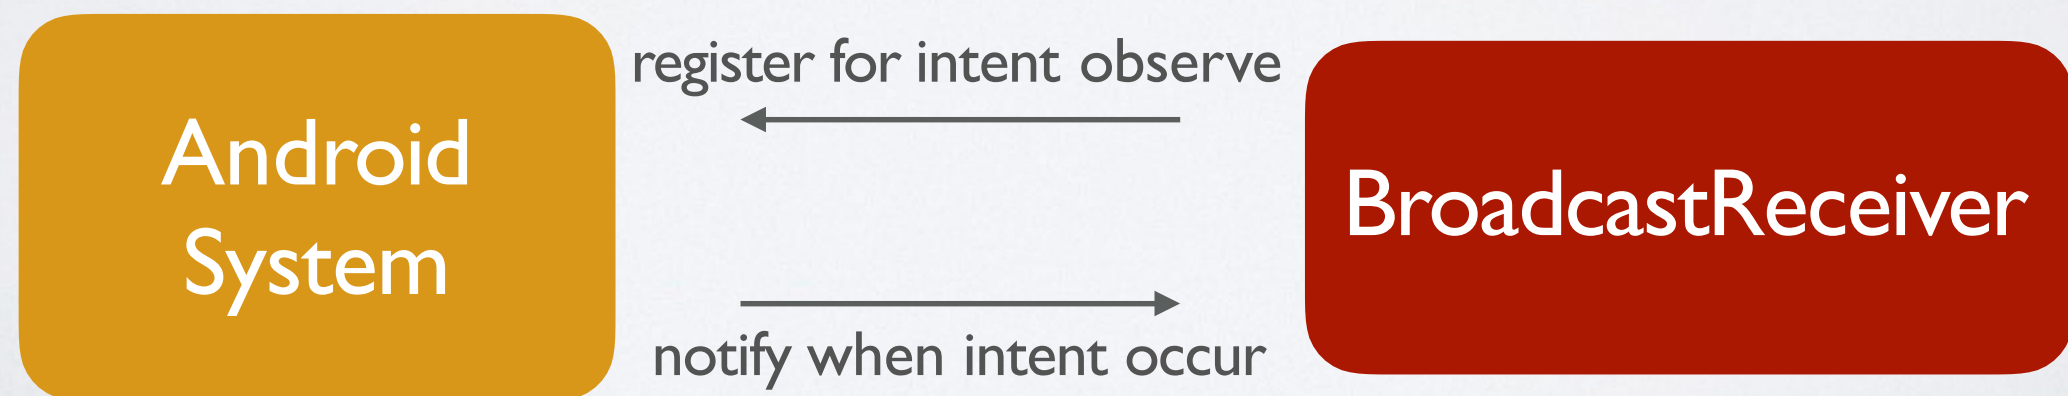 Android
System
register for intent observe
notify when intent occur
BroadcastReceiver